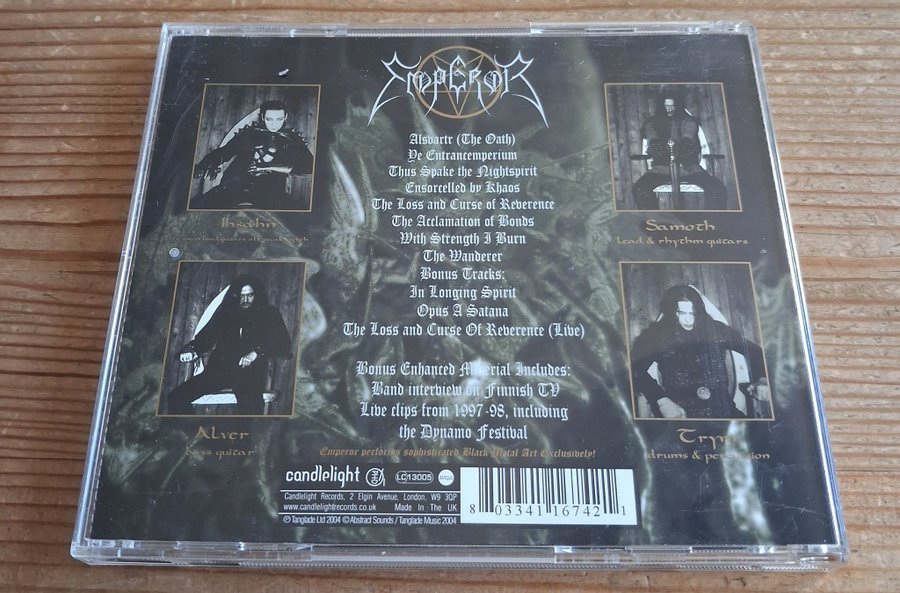 EMPEROR
Alsvartr (The Oath)
Ye Entrancemperium
Thus Spake the Nightspirit
Ensorcelled by Khaos
The Loss and Curse of Reverence
The Acclamation of Bonds
With Strength I Burn
The Wanderer
Bonus Tracks:
In Longing Spirit
Opus A Satana
The Loss and Curse Of Reverence (Live)
Bonus Enhanced Material Includes:
Band interview on Finnish TV
Live clips from 1997-98, including
the Dynamo Festival
Emperor performs sophisticated Black Metal Art Exclusively!
Ihsahn
Samoth
Lead & rhythm guitars
Alver
bass guitar
Trym
drums & percussion
candlelight
LC13005
Candlelight Records, 2 Elgin Avenue, London, W9 3QP
www.candlelightrecords.co.uk Made In The UK
℗ Tanglade Ltd 2004 © Abstract Sounds / Tanglade Music 2004
8 03341 16742 1